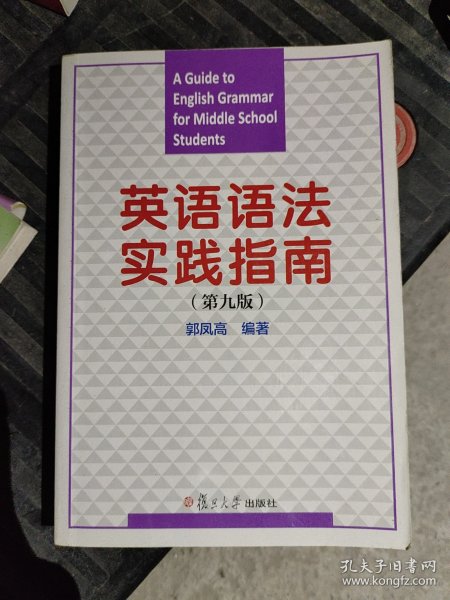 A Guide to
English Grammar
for Middle School
Students
英语语法
实践指南
（第九版）
郭凤高 编著
復旦大學出版社
孔夫子旧书网
www.kongfz.com